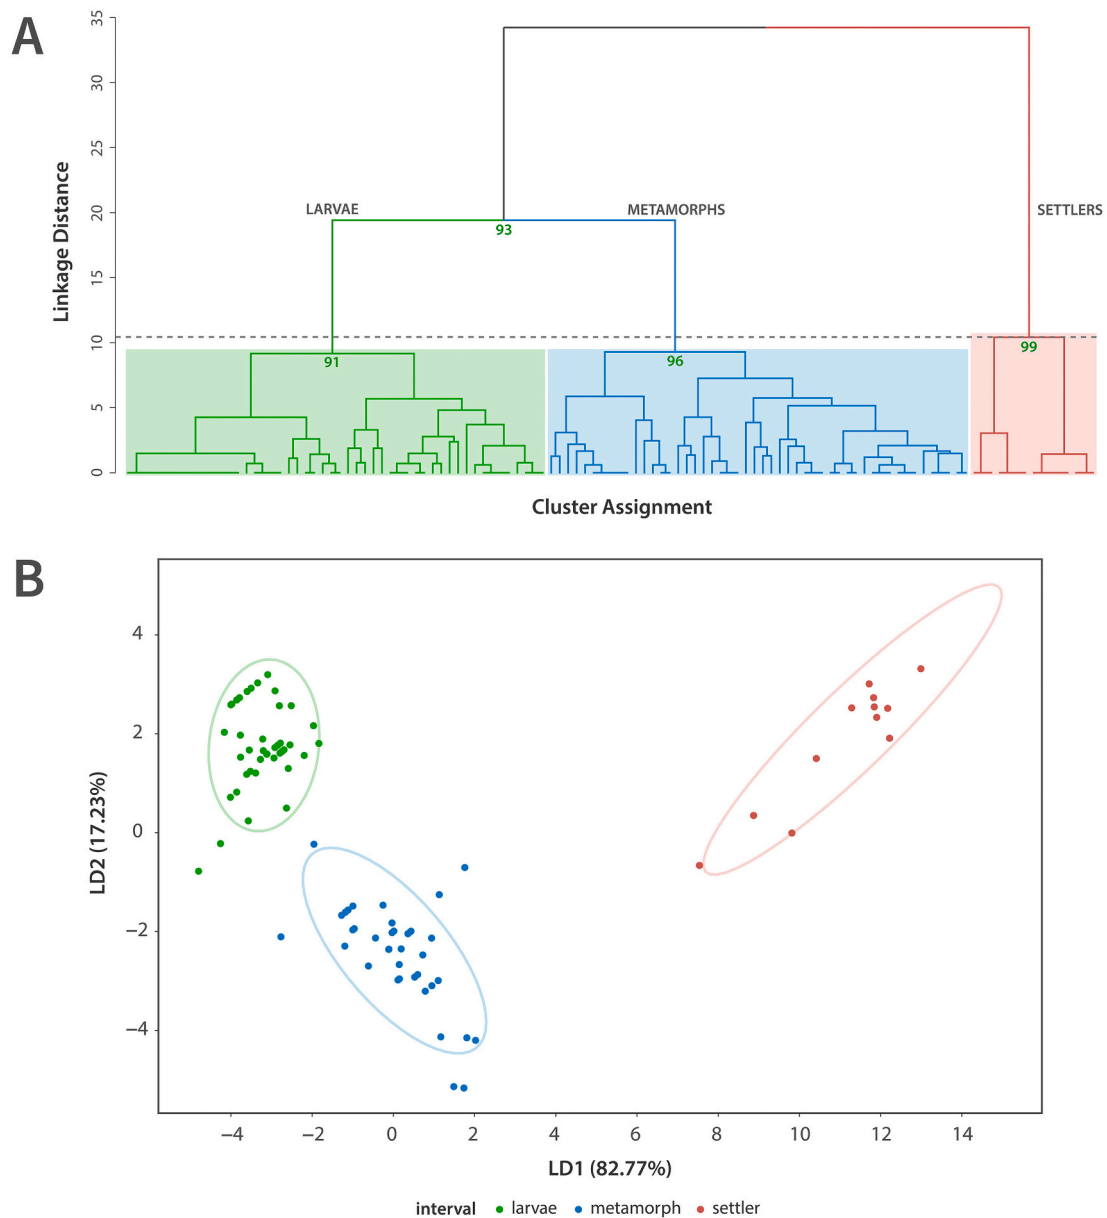 A
35
30
25
20
15
10
5
0
Linkage Distance
LARVAE
METAMORPHS
SETTLERS
93
91
96
99
Cluster Assignment
B
4
2
0
−2
−4
LD2 (17.23%)
−4 −2 0 2 4 6 8 10 12 14
LD1 (82.77%)
interval larvae metamorph settler